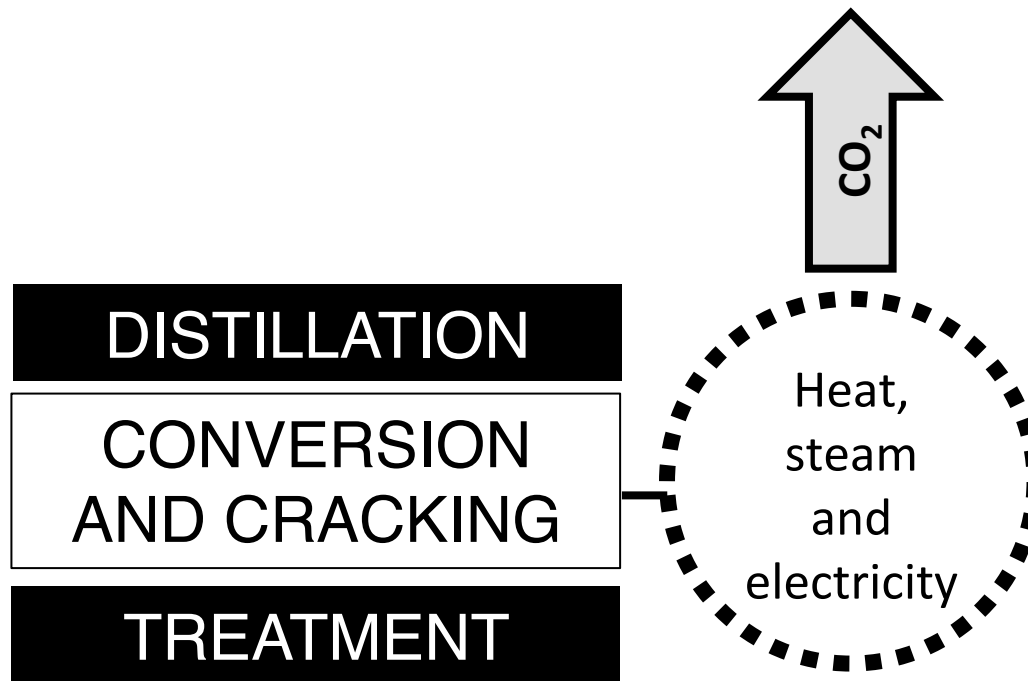 CO₂
DISTILLATION
CONVERSION
AND CRACKING
TREATMENT
Heat,
steam
and
electricity